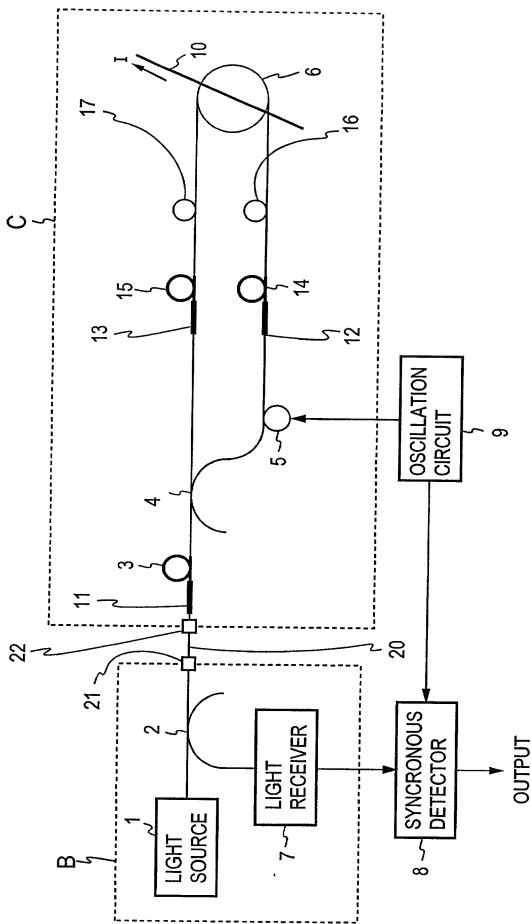 C
17
10
I
6
16
15
13
14
12
5
4
3
11
22
21
20
B
2
1
LIGHT
SOURCE
LIGHT
RECEIVER
7
OSCILLATION
CIRCUIT
9
SYNCRONOUS
DETECTOR
8
OUTPUT